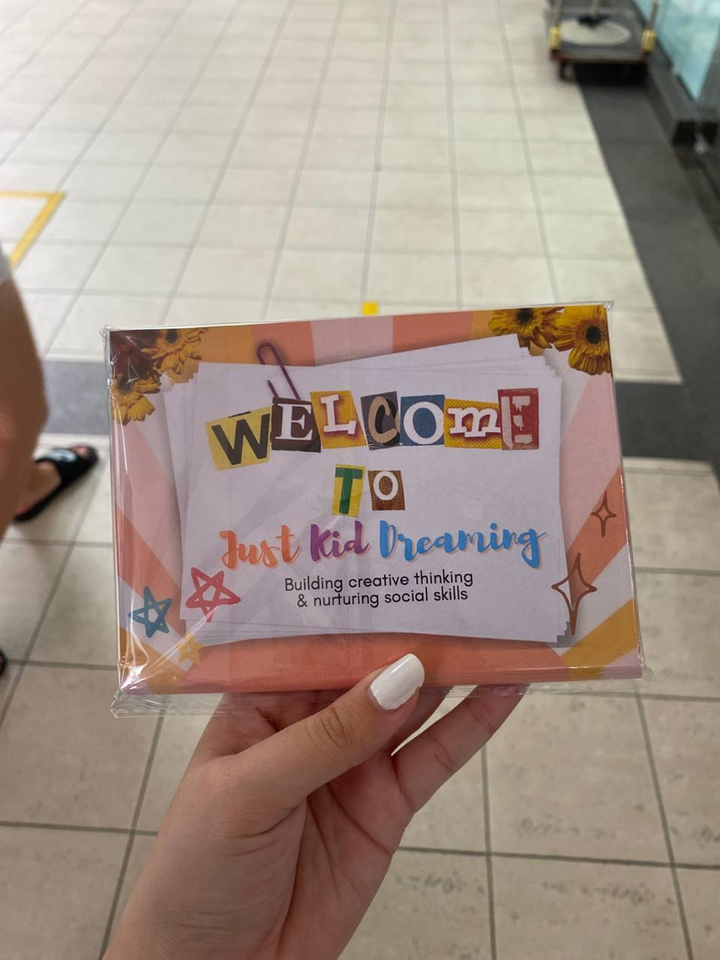 WELCOmE
TO
Just Kid Dreaming
Building creative thinking
& nurturing social skills